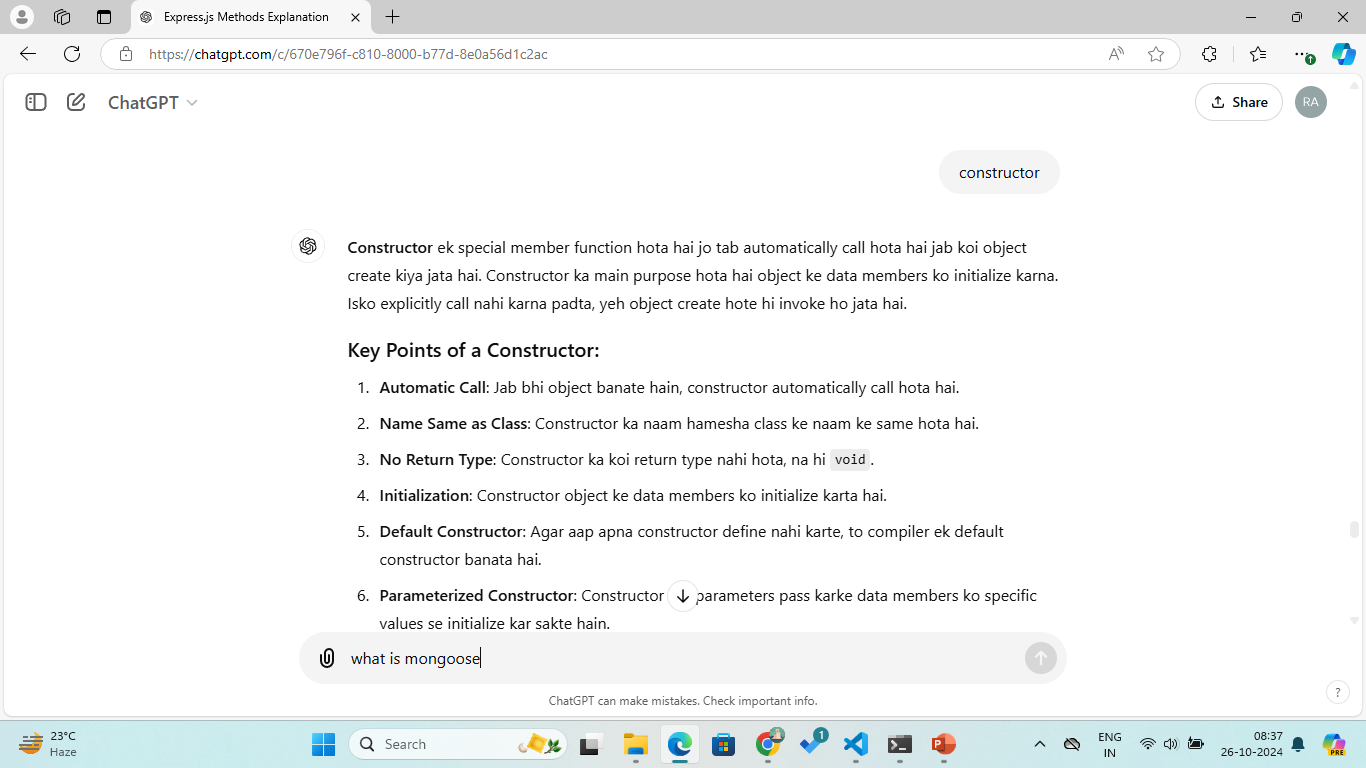 Express.js Methods Explanation
https://chatgpt.com/c/670e796f-c810-8000-b77d-8e0a56d1c2ac
ChatGPT
Share
RA
constructor
Constructor ek special member function hota hai jo tab automatically call hota hai jab koi object
create kiya jata hai. Constructor ka main purpose hota hai object ke data members ko initialize karna.
Isko explicitly call nahi karna padta, yeh object create hote hi invoke ho jata hai.
Key Points of a Constructor:
1. Automatic Call: Jab bhi object banate hain, constructor automatically call hota hai.
2. Name Same as Class: Constructor ka naam hamesha class ke naam ke same hota hai.
3. No Return Type: Constructor ka koi return type nahi hota, na hi void.
4. Initialization: Constructor object ke data members ko initialize karta hai.
5. Default Constructor: Agar aap apna constructor define nahi karte, to compiler ek default
constructor banata hai.
6. Parameterized Constructor: Constructor parameters pass karke data members ko specific
values se initialize kar sakte hain.
what is mongoose
ChatGPT can make mistakes. Check important info.
?
23°C
Haze
Search
1
ENG
IN
08:37
26-10-2024
PRE